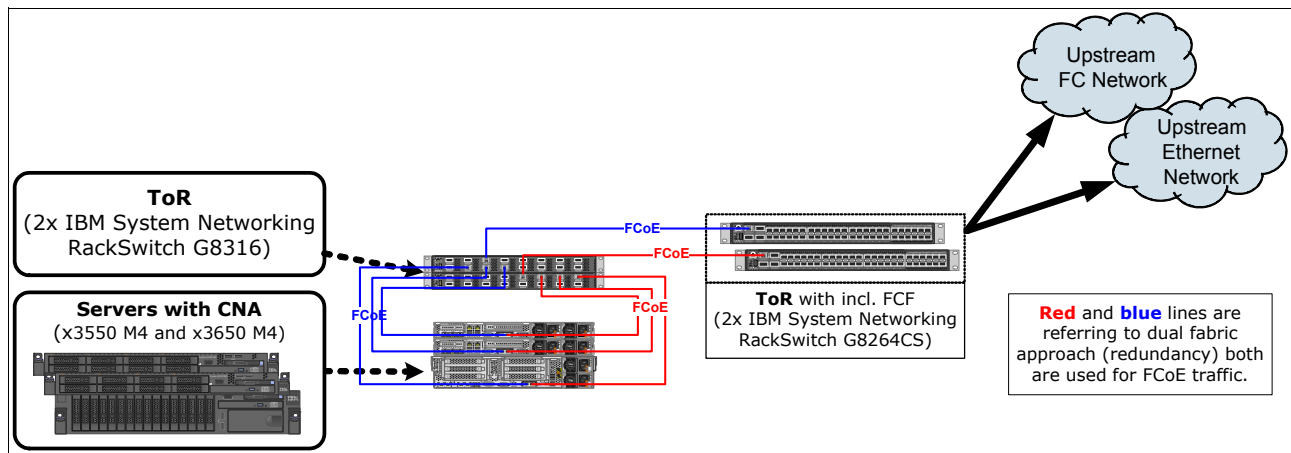 Upstream
FC Network
Upstream
Ethernet
Network
ToR
(2x IBM System Networking
RackSwitch G8316)
Servers with CNA
(x3550 M4 and x3650 M4)
FCoE
FCoE
FCoE
FCoE
ToR with incl. FCF
(2x IBM System Networking
RackSwitch G8264CS)
Red and blue lines are
referring to dual fabric
approach (redundancy) both
are used for FCoE traffic.